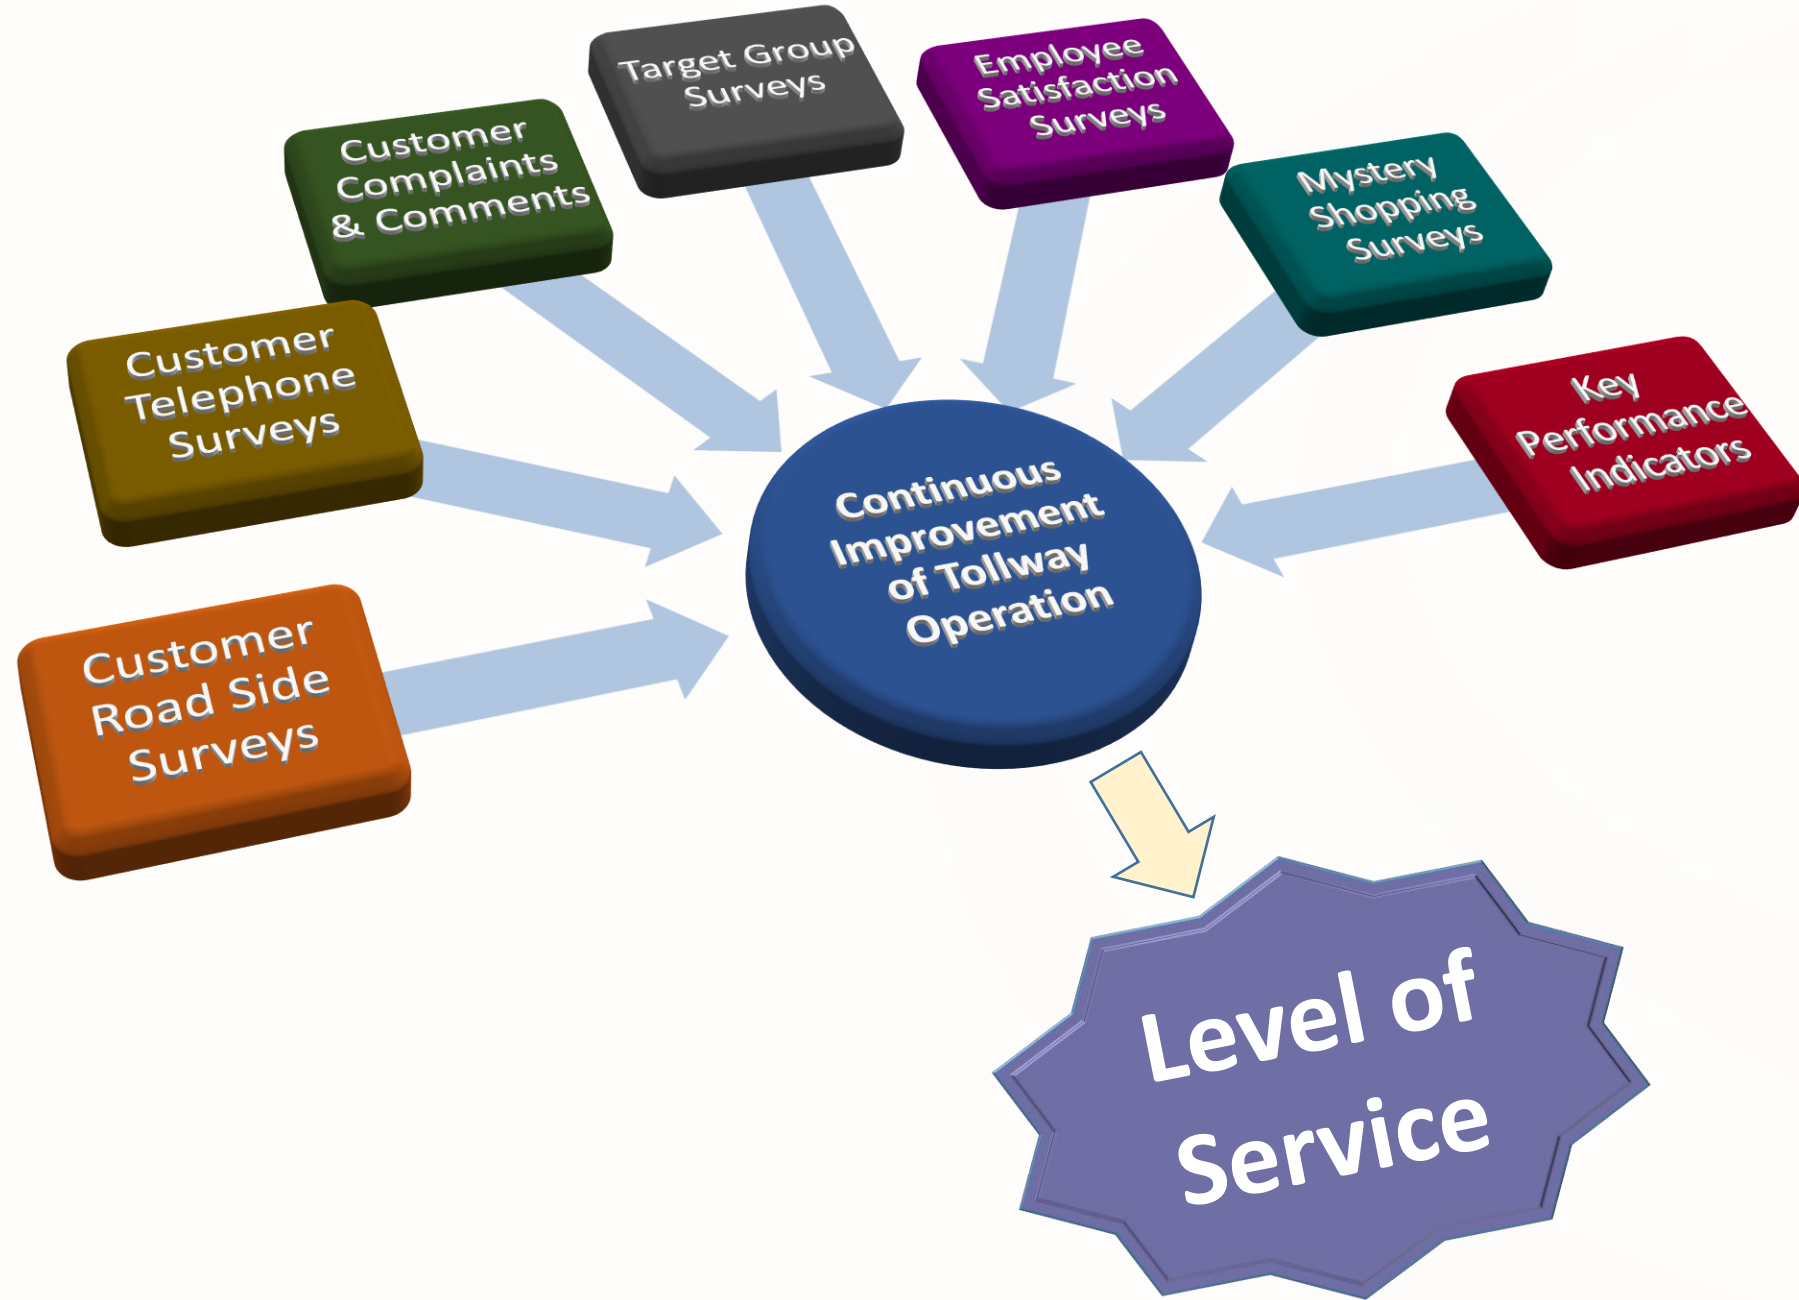 Target Group
Surveys
Employee
Satisfaction
Surveys
Customer
Complaints
& Comments
Mystery
Shopping
Surveys
Customer
Telephone
Surveys
Key
Performance
Indicators
Continuous
Improvement
of Tollway
Operation
Customer
Road Side
Surveys
Level of
Service